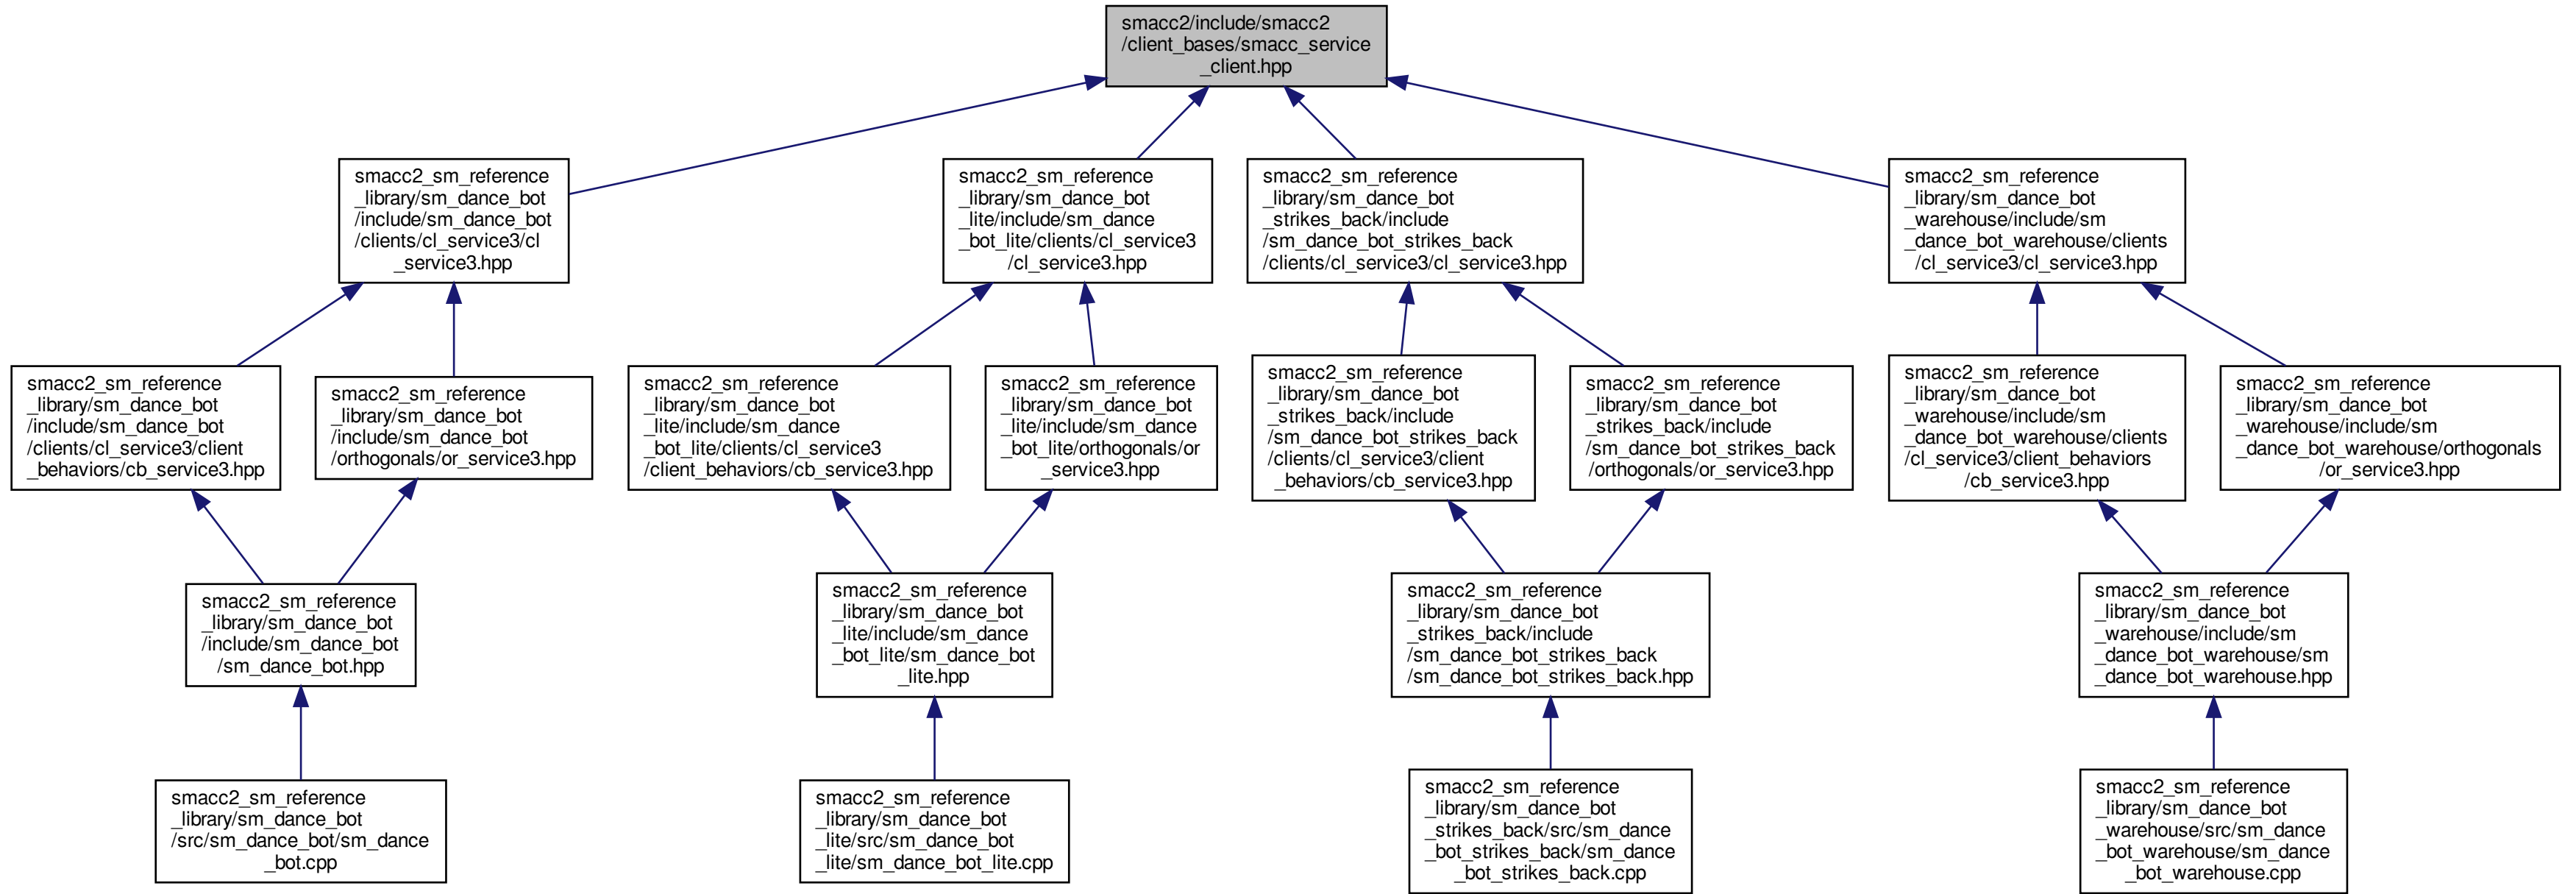 smacc2/include/smacc2
/client_bases/smacc_service
_client.hpp
smacc2_sm_reference
_library/sm_dance_bot
/include/sm_dance_bot
/clients/cl_service3/cl
_service3.hpp
smacc2_sm_reference
_library/sm_dance_bot
_lite/include/sm_dance
_bot_lite/clients/cl_service3
/cl_service3.hpp
smacc2_sm_reference
_library/sm_dance_bot
_strikes_back/include
/sm_dance_bot_strikes_back
/clients/cl_service3/cl_service3.hpp
smacc2_sm_reference
_library/sm_dance_bot
_warehouse/include/sm
_dance_bot_warehouse/clients
/cl_service3/cl_service3.hpp
smacc2_sm_reference
_library/sm_dance_bot
/include/sm_dance_bot
/clients/cl_service3/client
_behaviors/cb_service3.hpp
smacc2_sm_reference
_library/sm_dance_bot
/include/sm_dance_bot
/orthogonals/or_service3.hpp
smacc2_sm_reference
_library/sm_dance_bot
_lite/include/sm_dance
_bot_lite/clients/cl_service3
/client_behaviors/cb_service3.hpp
smacc2_sm_reference
_library/sm_dance_bot
_lite/include/sm_dance
_bot_lite/orthogonals/or
_service3.hpp
smacc2_sm_reference
_library/sm_dance_bot
_strikes_back/include
/sm_dance_bot_strikes_back
/clients/cl_service3/client
_behaviors/cb_service3.hpp
smacc2_sm_reference
_library/sm_dance_bot
_strikes_back/include
/sm_dance_bot_strikes_back
/orthogonals/or_service3.hpp
smacc2_sm_reference
_library/sm_dance_bot
_warehouse/include/sm
_dance_bot_warehouse/clients
/cl_service3/client_behaviors
/cb_service3.hpp
smacc2_sm_reference
_library/sm_dance_bot
_warehouse/include/sm
_dance_bot_warehouse/orthogonals
/or_service3.hpp
smacc2_sm_reference
_library/sm_dance_bot
/include/sm_dance_bot
/sm_dance_bot.hpp
smacc2_sm_reference
_library/sm_dance_bot
_lite/include/sm_dance
_bot_lite/sm_dance_bot
_lite.hpp
smacc2_sm_reference
_library/sm_dance_bot
_strikes_back/include
/sm_dance_bot_strikes_back
/sm_dance_bot_strikes_back.hpp
smacc2_sm_reference
_library/sm_dance_bot
_warehouse/include/sm
_dance_bot_warehouse/sm
_dance_bot_warehouse.hpp
smacc2_sm_reference
_library/sm_dance_bot
/src/sm_dance_bot/sm_dance
_bot.cpp
smacc2_sm_reference
_library/sm_dance_bot
_lite/src/sm_dance_bot
_lite/sm_dance_bot_lite.cpp
smacc2_sm_reference
_library/sm_dance_bot
_strikes_back/src/sm_dance
_bot_strikes_back/sm_dance
_bot_strikes_back.cpp
smacc2_sm_reference
_library/sm_dance_bot
_warehouse/src/sm_dance
_bot_warehouse/sm_dance
_bot_warehouse.cpp